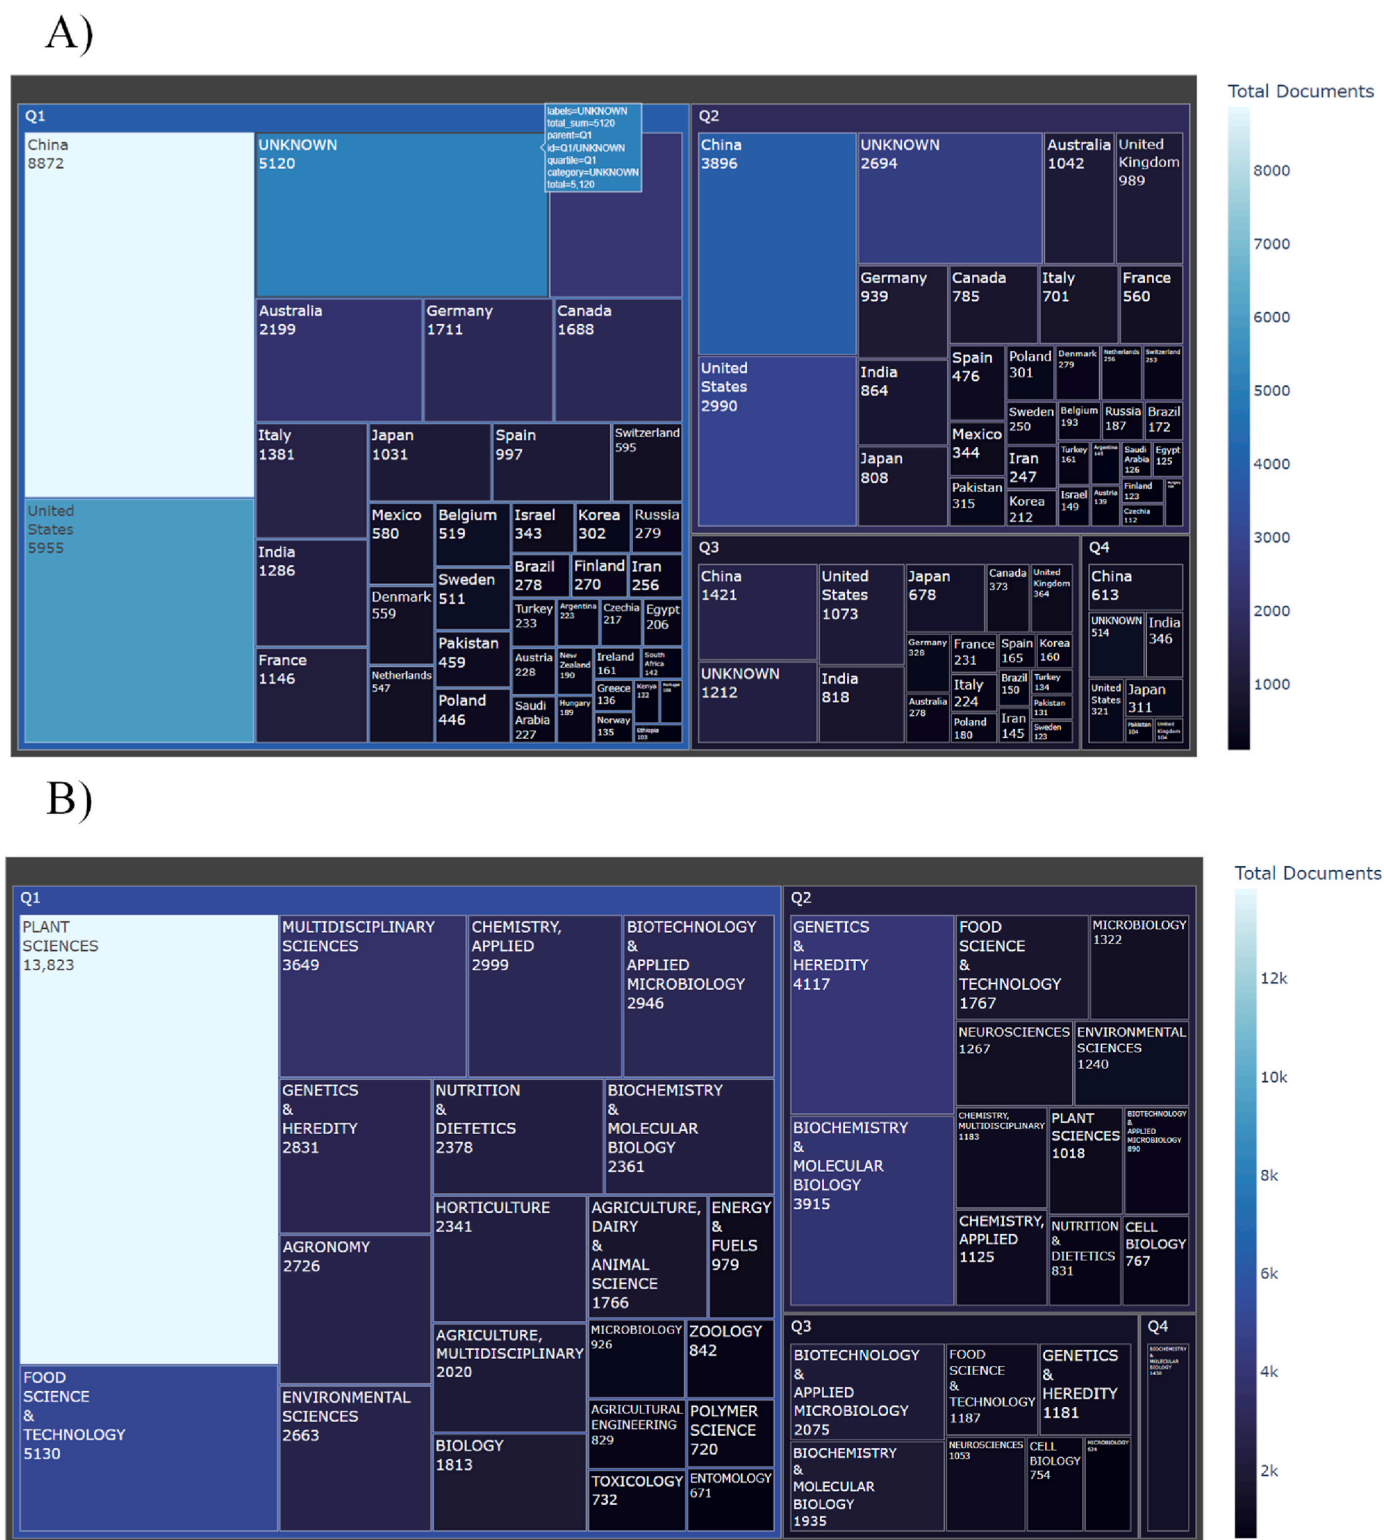 A)
Total Documents
8000
7000
6000
5000
4000
3000
2000
1000
Q1
China
8872
United
States
5955
UNKNOWN
5120
labels=UNKNOWN
total_sum=5120
parent=Q1
id=Q1/UNKNOWN
quartile=Q1
category=UNKNOWN
total=5,120
Australia
2199
Germany
1711
Canada
1688
Italy
1381
India
1286
France
1146
Japan
1031
Spain
997
Switzerland
595
Mexico
580
Denmark
559
Netherlands
547
Belgium
519
Sweden
511
Pakistan
459
Poland
446
Israel
343
Korea
302
Russia
279
Brazil
278
Finland
270
Iran
256
Turkey
233
Argentina
223
Czechia
217
Egypt
206
Austria
228
Saudi
Arabia
227
New
Zealand
190
Hungary
189
Ireland
161
South
Africa
142
Greece
136
Norway
135
Kenya
122
Ethiopia
103
Q2
China
3896
United
States
2990
UNKNOWN
2694
Australia
1042
United
Kingdom
989
Germany
939
India
864
Japan
808
Canada
785
Italy
701
France
560
Spain
476
Mexico
344
Pakistan
315
Poland
301
Denmark
279
Netherlands
256
Switzerland
253
Sweden
250
Iran
247
Korea
212
Belgium
193
Russia
187
Brazil
172
Turkey
161
Israel
149
Argentina
145
Austria
139
Saudi
Arabia
126
Egypt
125
Finland
123
Czechia
112
Q3
China
1421
UNKNOWN
1212
United
States
1073
India
818
Japan
678
Canada
373
United
Kingdom
364
Germany
328
Australia
278
France
231
Italy
224
Poland
180
Spain
165
Korea
160
Brazil
150
Iran
145
Turkey
134
Pakistan
131
Sweden
123
Q4
China
613
UNKNOWN
514
India
346
United
States
321
Japan
311
Pakistan
104
United
Kingdom
104
B)
Total Documents
12k
10k
8k
6k
4k
2k
Q1
PLANT
SCIENCES
13,823
FOOD
SCIENCE
&
TECHNOLOGY
5130
MULTIDISCIPLINARY
SCIENCES
3649
CHEMISTRY,
APPLIED
2999
BIOTECHNOLOGY
&
APPLIED
MICROBIOLOGY
2946
GENETICS
&
HEREDITY
2831
AGRONOMY
2726
ENVIRONMENTAL
SCIENCES
2663
NUTRITION
&
DIETETICS
2378
BIOCHEMISTRY
&
MOLECULAR
BIOLOGY
2361
HORTICULTURE
2341
AGRICULTURE,
MULTIDISCIPLINARY
2020
BIOLOGY
1813
AGRICULTURE,
DAIRY
&
ANIMAL
SCIENCE
1766
ENERGY
&
FUELS
979
MICROBIOLOGY
926
ZOOLOGY
842
AGRICULTURAL
ENGINEERING
829
POLYMER
SCIENCE
720
TOXICOLOGY
732
ENTOMOLOGY
671
Q2
GENETICS
&
HEREDITY
4117
BIOCHEMISTRY
&
MOLECULAR
BIOLOGY
3915
FOOD
SCIENCE
&
TECHNOLOGY
1767
MICROBIOLOGY
1322
NEUROSCIENCES
1267
ENVIRONMENTAL
SCIENCES
1240
CHEMISTRY,
MULTIDISCIPLINARY
1183
PLANT
SCIENCES
1018
BIOTECHNOLOGY
&
APPLIED
MICROBIOLOGY
890
CHEMISTRY,
APPLIED
1125
NUTRITION
&
DIETETICS
831
CELL
BIOLOGY
767
Q3
BIOTECHNOLOGY
&
APPLIED
MICROBIOLOGY
2075
BIOCHEMISTRY
&
MOLECULAR
BIOLOGY
1935
FOOD
SCIENCE
&
TECHNOLOGY
1187
GENETICS
&
HEREDITY
1181
NEUROSCIENCES
1053
CELL
BIOLOGY
754
MICROBIOLOGY
634
Q4
BIOCHEMISTRY
&
MOLECULAR
BIOLOGY